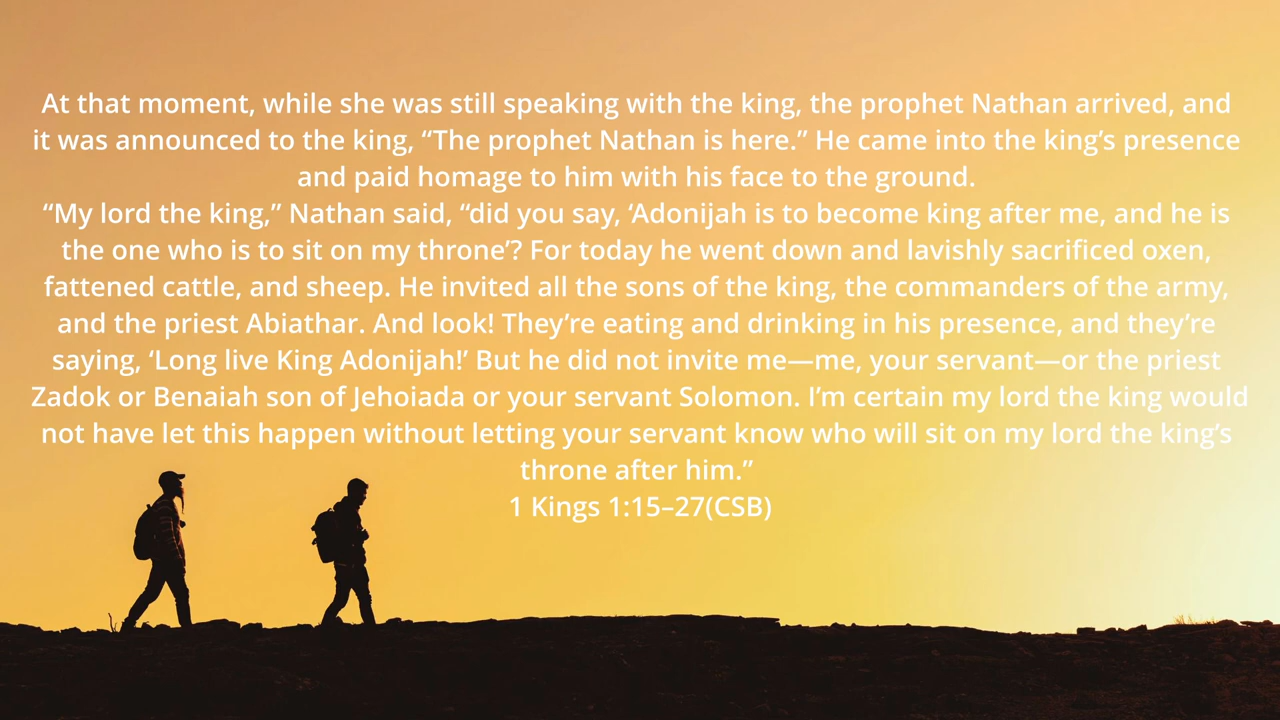 At that moment, while she was still speaking with the king, the prophet Nathan arrived, and
it was announced to the king, “The prophet Nathan is here.” He came into the king’s presence
and paid homage to him with his face to the ground.
“My lord the king,” Nathan said, “did you say, ‘Adonijah is to become king after me, and he is
the one who is to sit on my throne’? For today he went down and lavishly sacrificed oxen,
fattened cattle, and sheep. He invited all the sons of the king, the commanders of the army,
and the priest Abiathar. And look! They’re eating and drinking in his presence, and they’re
saying, ‘Long live King Adonijah!’ But he did not invite me—me, your servant—or the priest
Zadok or Benaiah son of Jehoiada or your servant Solomon. I’m certain my lord the king would
not have let this happen without letting your servant know who will sit on my lord the king’s
throne after him.”
1 Kings 1:15–27(CSB)